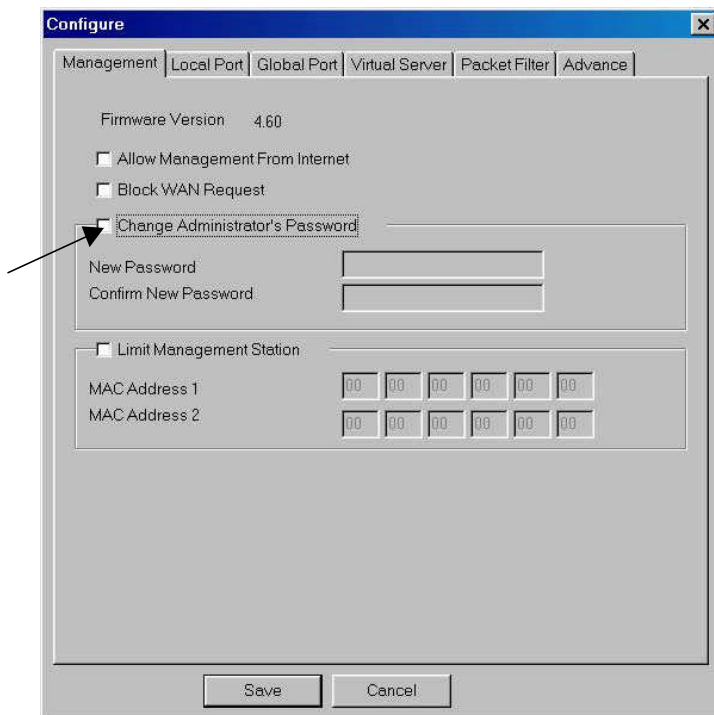 Configure
Management Local Port Global Port Virtual Server Packet Filter Advance
Firmware Version 4.60
Allow Management From Internet
Block WAN Request
Change Administrator's Password
New Password
Confirm New Password
Limit Management Station
MAC Address 1 00 00 00 00 00 00
MAC Address 2 00 00 00 00 00 00
Save Cancel